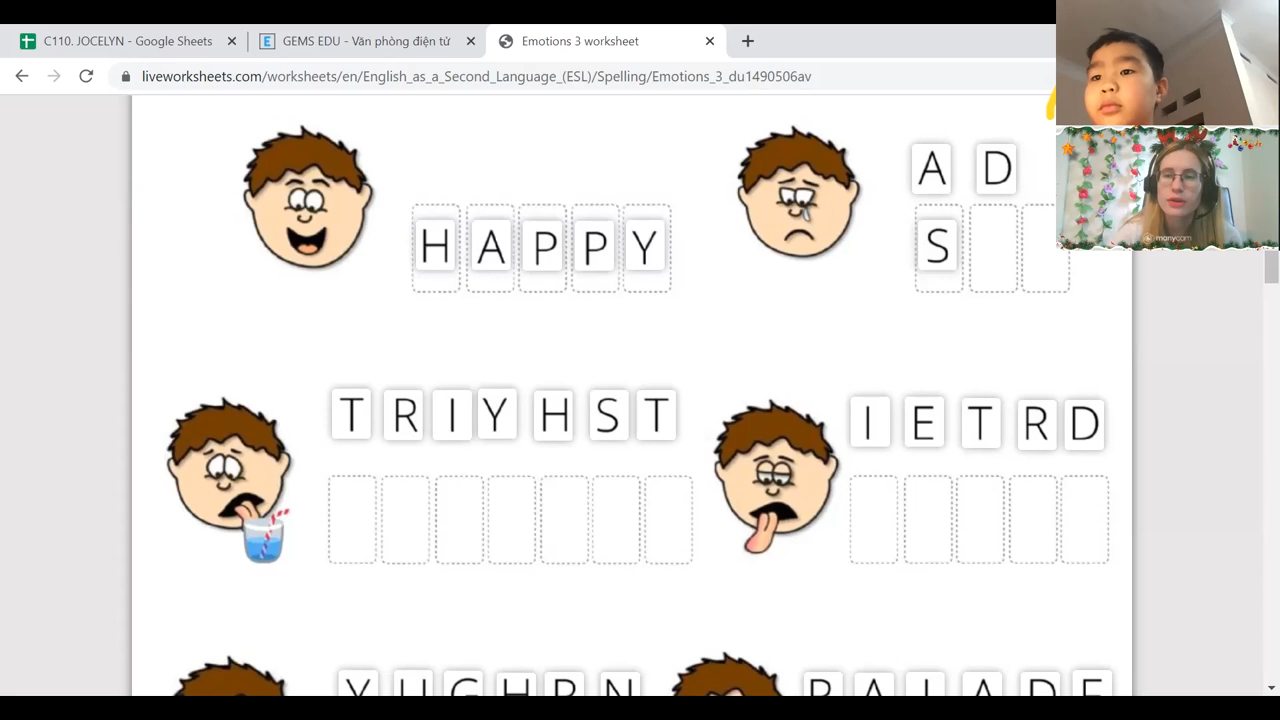 C110. JOCELYN - Google Sheets
GEMS EDU - Văn phòng điện tử
Emotions 3 worksheet
liveworksheets.com/worksheets/en/English_as_a_Second_Language_(ESL)/Spelling/Emotions_3_du1490506av
A D
H A P P Y
S
T R I Y H S T
I E T R D
Y U G H R N
manycam